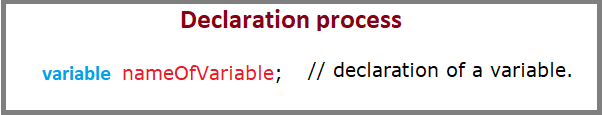 Declaration process
variable nameOfVariable; // declaration of a variable.